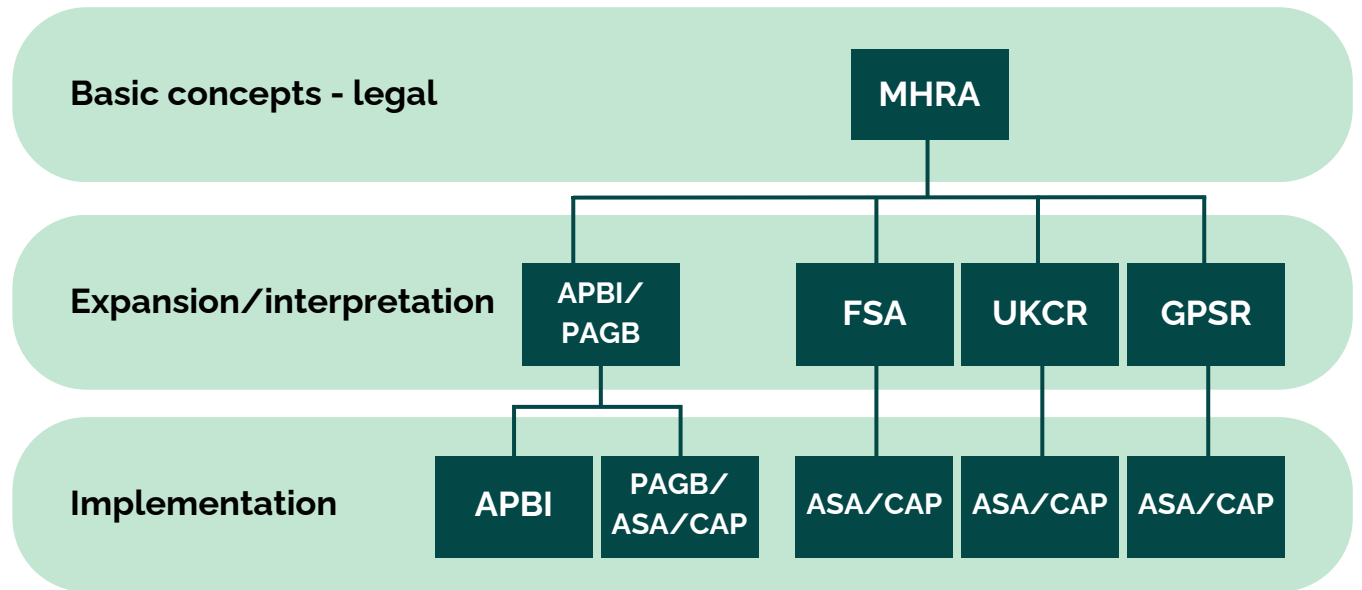 Basic concepts - legal
MHRA
Expansion/interpretation
APBI/
PAGB
FSA
UKCR
GPSR
Implementation
APBI
PAGB/
ASA/CAP
ASA/CAP
ASA/CAP
ASA/CAP